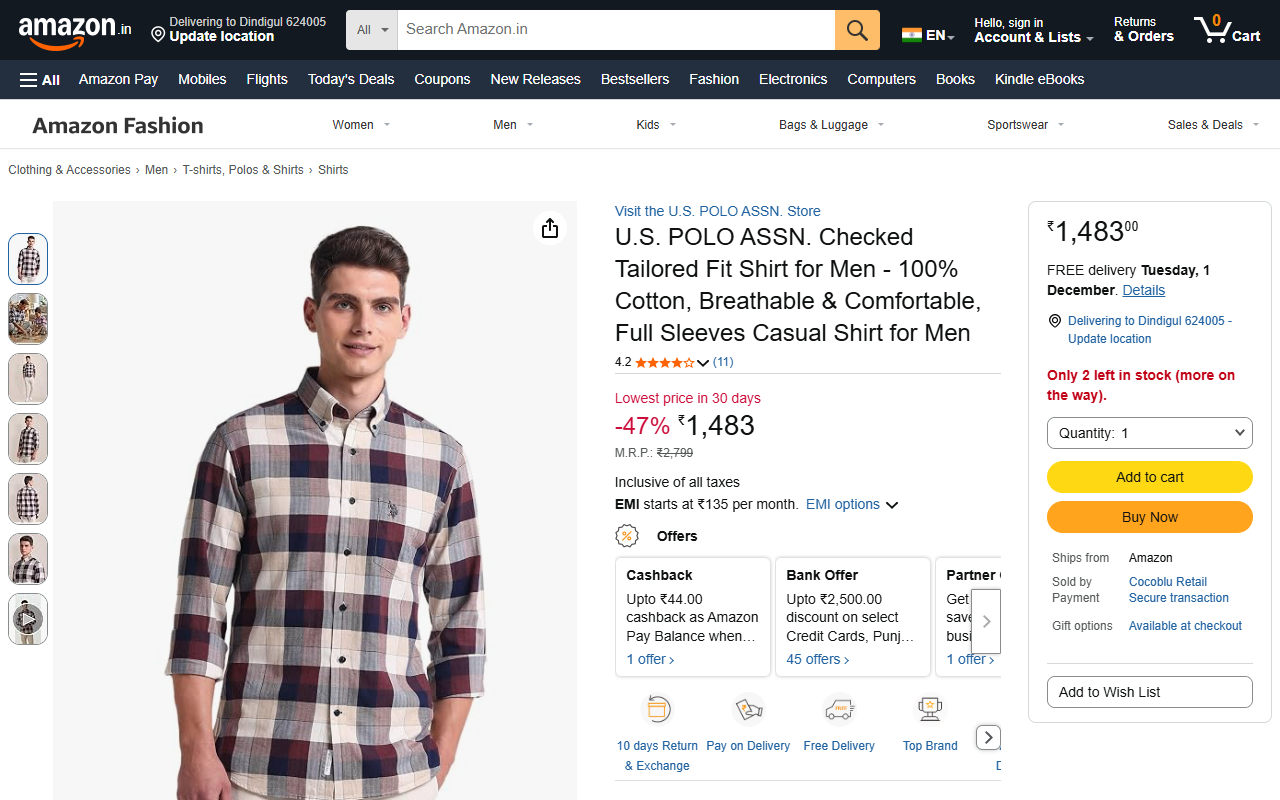 amazon.in
Delivering to Dindigul 624005
Update location
All
Search Amazon.in
EN
Hello, sign in
Account & Lists
Returns
& Orders
0
Cart
All
Amazon Pay
Mobiles
Flights
Today's Deals
Coupons
New Releases
Bestsellers
Fashion
Electronics
Computers
Books
Kindle eBooks
Amazon Fashion
Women
Men
Kids
Bags & Luggage
Sportswear
Sales & Deals
Clothing & Accessories › Men › T-shirts, Polos & Shirts › Shirts
Visit the U.S. POLO ASSN. Store
U.S. POLO ASSN. Checked
Tailored Fit Shirt for Men - 100%
Cotton, Breathable & Comfortable,
Full Sleeves Casual Shirt for Men
4.2 (11)
Lowest price in 30 days
-47% ₹1,483
M.R.P.: ₹2,799
Inclusive of all taxes
EMI starts at ₹135 per month. EMI options
Offers
Cashback
Upto ₹44.00
cashback as Amazon
Pay Balance when…
1 offer ›
Bank Offer
Upto ₹2,500.00
discount on select
Credit Cards, Punj…
45 offers ›
Partner
Get
save
busi
1 offer ›
10 days Return
& Exchange
Pay on Delivery
Free Delivery
Top Brand
₹1,48300
FREE delivery Tuesday, 1
December. Details
Delivering to Dindigul 624005 -
Update location
Only 2 left in stock (more on
the way).
Quantity: 1
Add to cart
Buy Now
Ships from Amazon
Sold by Cocoblu Retail
Payment Secure transaction
Gift options Available at checkout
Add to Wish List